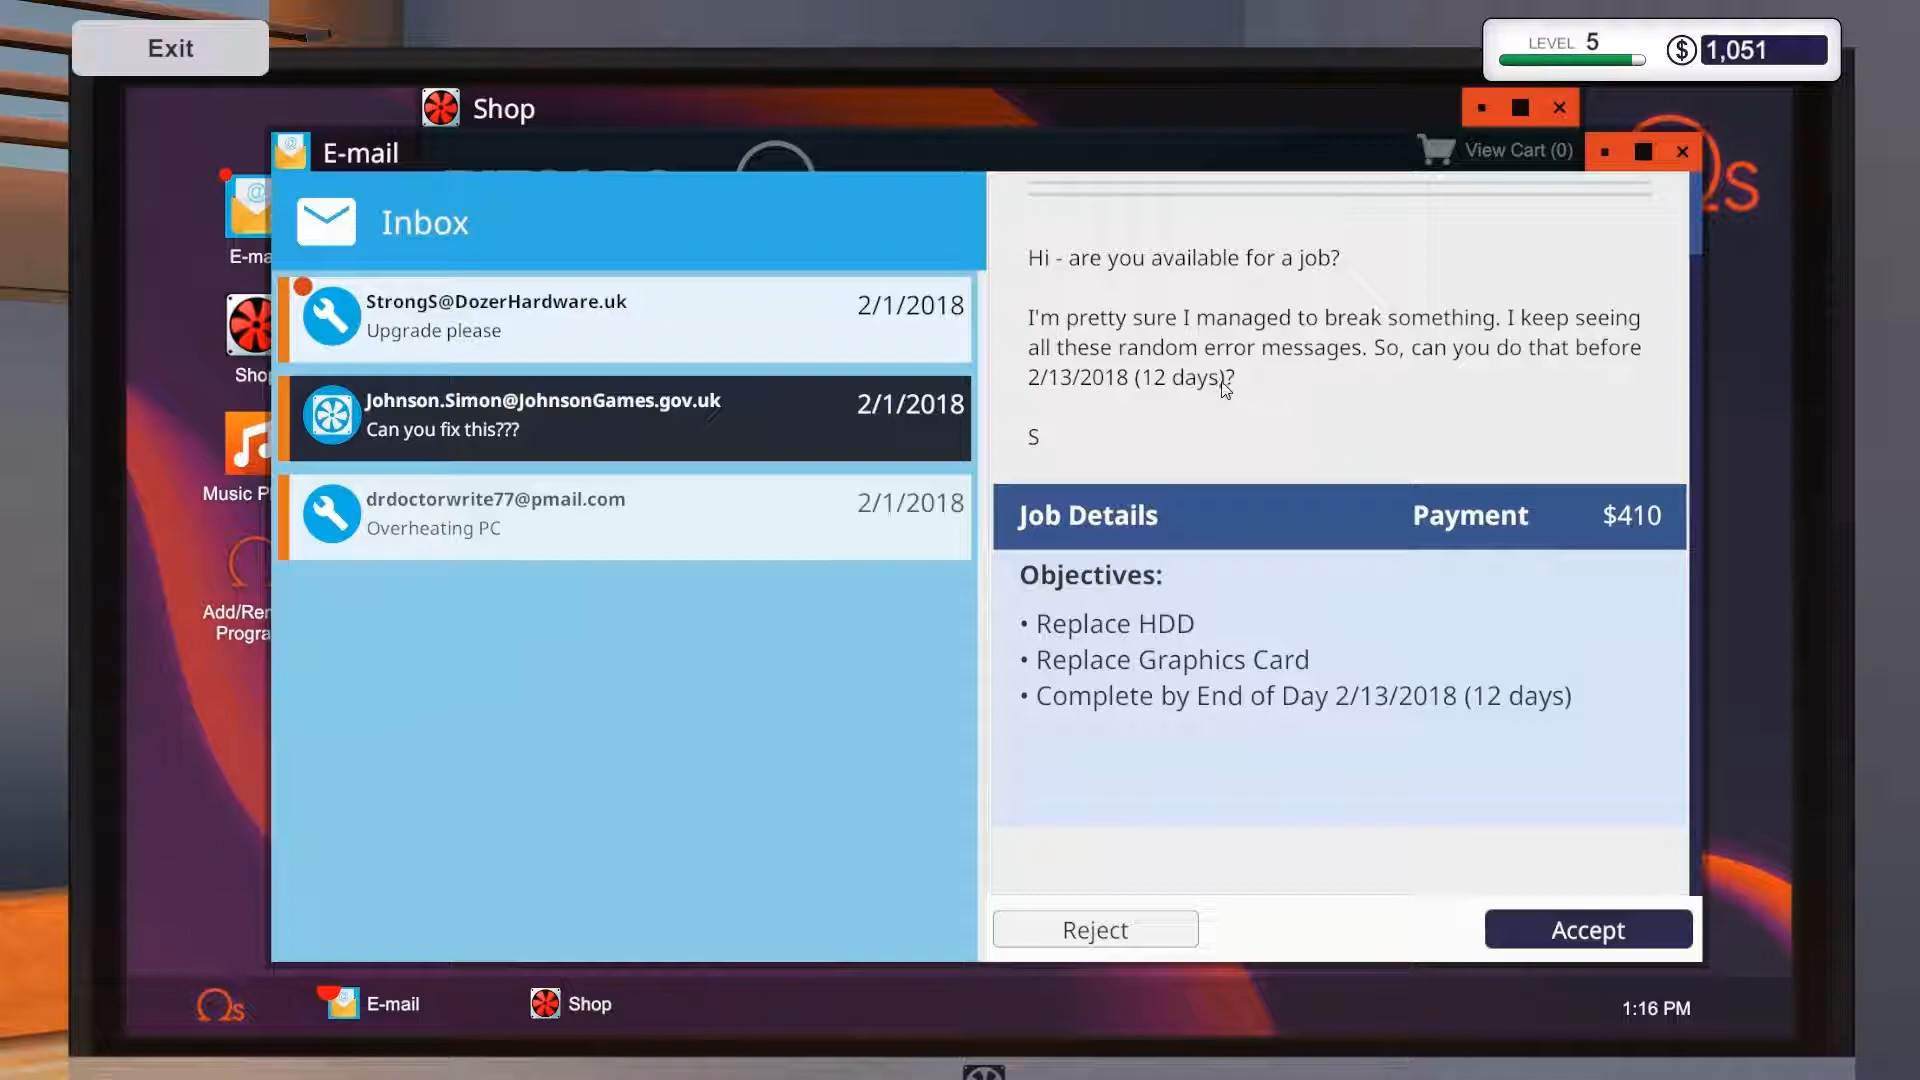 Exit
LEVEL 5
$ 1,051
Shop
E-mail
View Cart (0)
Inbox
StrongS@DozerHardware.uk
2/1/2018
Upgrade please
Johnson.Simon@JohnsonGames.gov.uk
2/1/2018
Can you fix this???
drdoctorwrite77@pmail.com
2/1/2018
Overheating PC
Hi - are you available for a job?
I'm pretty sure I managed to break something. I keep seeing
all these random error messages. So, can you do that before
2/13/2018 (12 days)?
S
Job Details
Payment
$410
Objectives:
• Replace HDD
• Replace Graphics Card
• Complete by End of Day 2/13/2018 (12 days)
Reject
Accept
E-ma
Sho
Music P
Add/Re
Progra
E-mail
Shop
1:16 PM